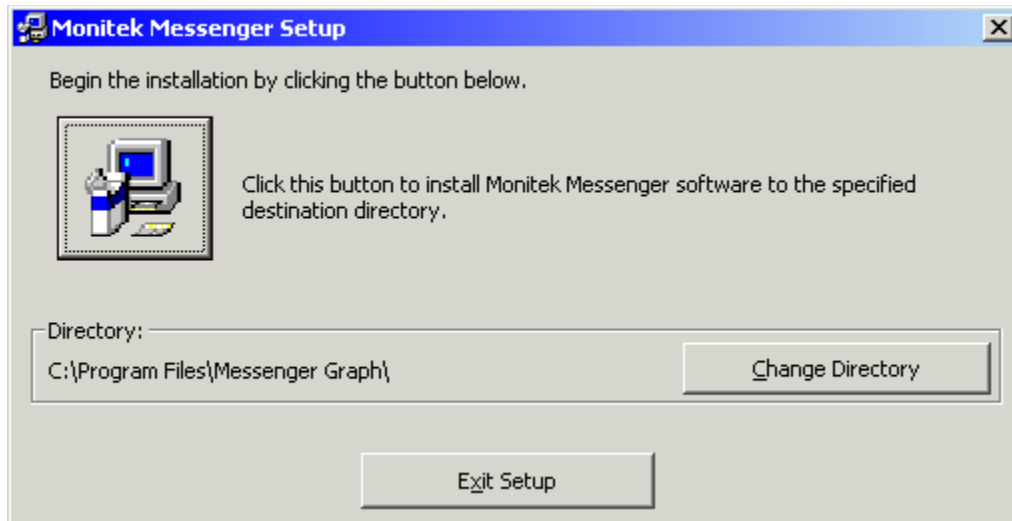 Monitek Messenger Setup
Begin the installation by clicking the button below.
Click this button to install Monitek Messenger software to the specified
destination directory.
Directory:
C:\Program Files\Messenger Graph\
Change Directory
Exit Setup